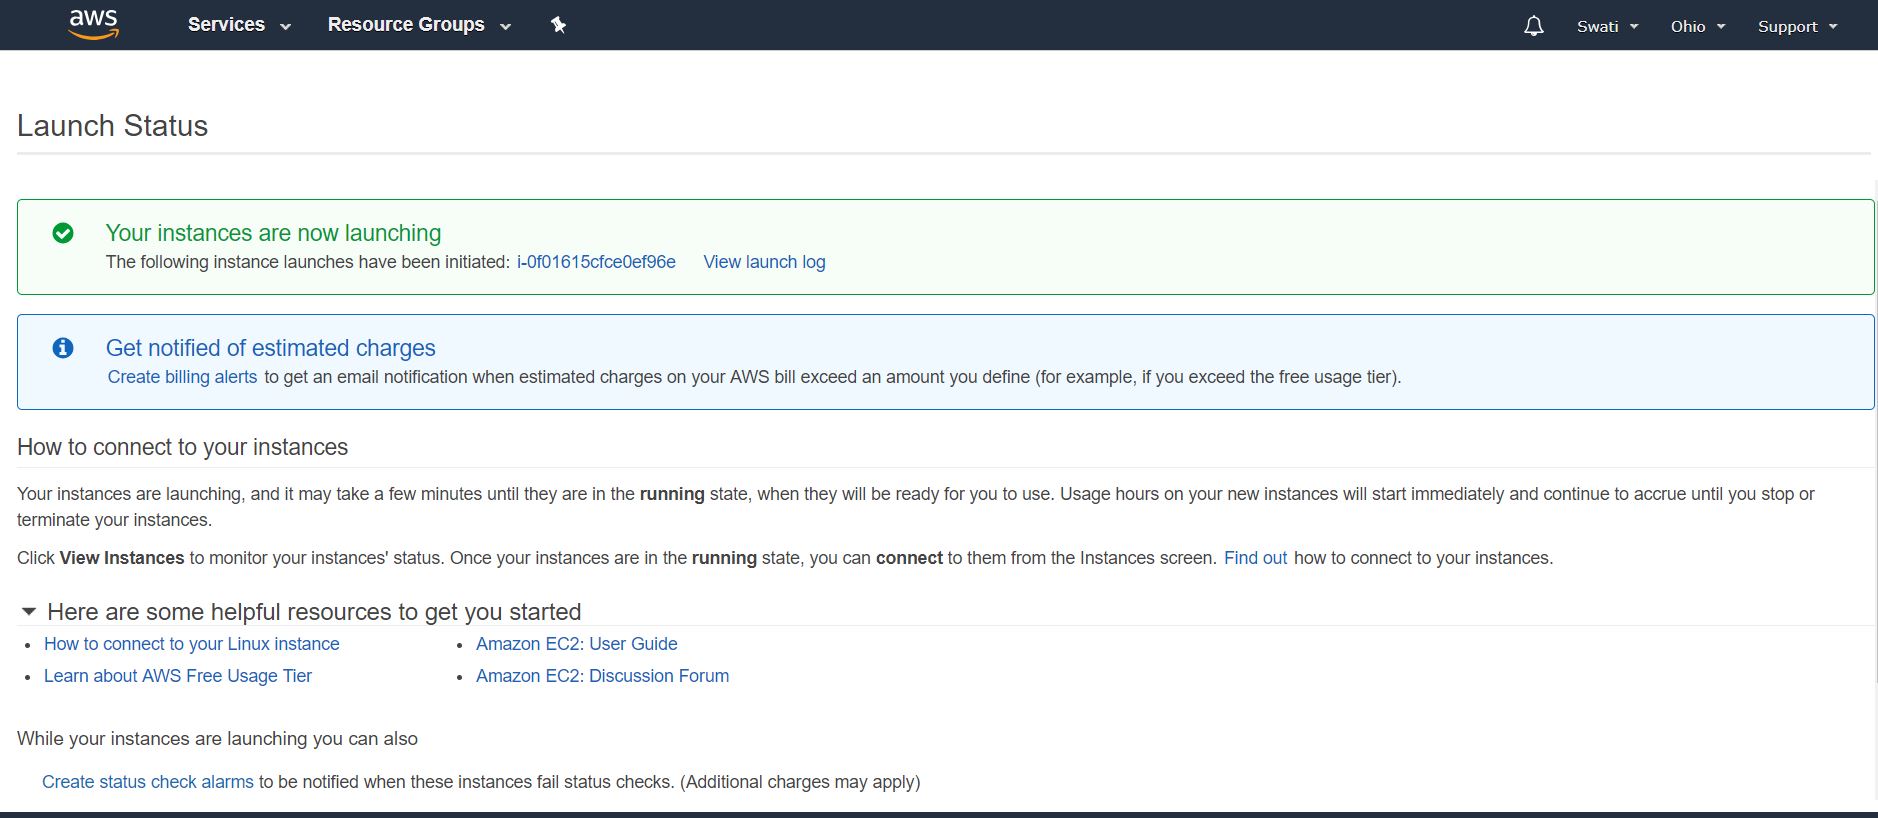 aws Services Resource Groups Swati Ohio Support
Launch Status
Your instances are now launching
The following instance launches have been initiated: i-0f01615cfce0ef96e View launch log
Get notified of estimated charges
Create billing alerts to get an email notification when estimated charges on your AWS bill exceed an amount you define (for example, if you exceed the free usage tier).
How to connect to your instances
Your instances are launching, and it may take a few minutes until they are in the running state, when they will be ready for you to use. Usage hours on your new instances will start immediately and continue to accrue until you stop or
terminate your instances.
Click View Instances to monitor your instances' status. Once your instances are in the running state, you can connect to them from the Instances screen. Find out how to connect to your instances.
Here are some helpful resources to get you started
• How to connect to your Linux instance • Amazon EC2: User Guide
• Learn about AWS Free Usage Tier • Amazon EC2: Discussion Forum
While your instances are launching you can also
Create status check alarms to be notified when these instances fail status checks. (Additional charges may apply)